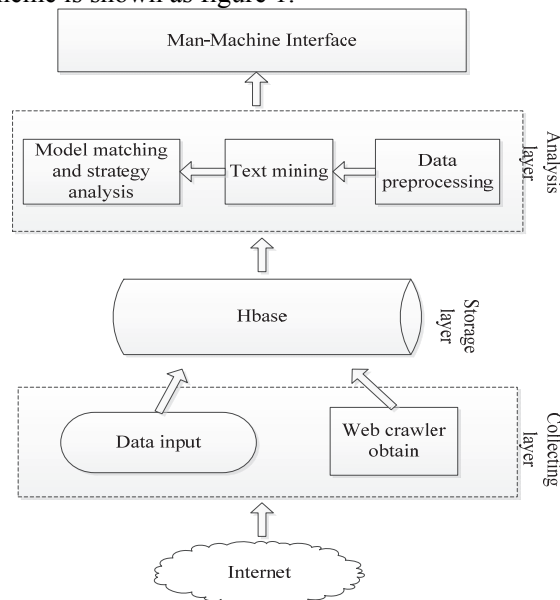 is shown as figure 1.
Man-Machine Interface
Model matching
and strategy
analysis
Text mining
Data
preprocessing
Analysis
layer
Hbase
Storage
layer
Data input
Web crawler
obtain
Collecting
layer
Internet